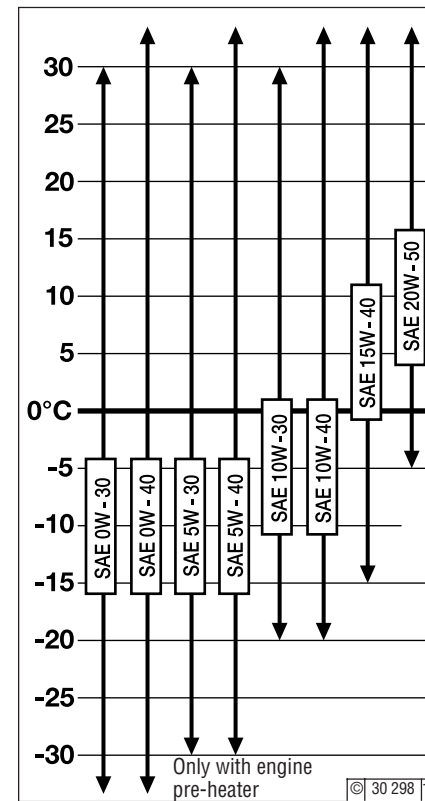 30
25
20
15
10
5
0°C
-5
-10
-15
-20
-25
-30
SAE 0W - 30
SAE 0W - 40
SAE 5W - 30
SAE 5W - 40
SAE 10W - 30
SAE 10W - 40
SAE 15W - 40
SAE 20W - 50
Only with engine
pre-heater
© 30 298